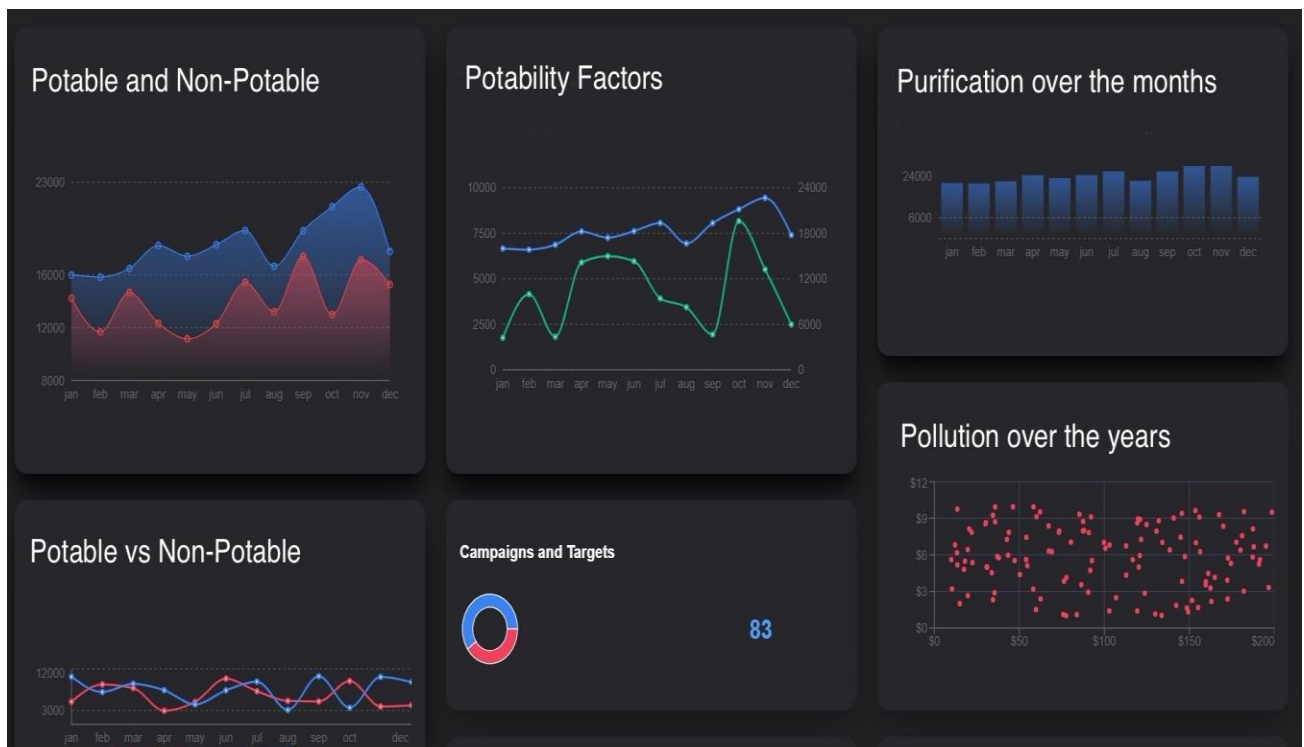 Potable and Non-Potable
23000
16000
12000
8000
jan feb mar apr may jun jul aug sep oct nov dec
Potability Factors
10000 24000
7500 18000
5000 12000
2500 6000
0 0
jan feb mar apr may jun jul aug sep oct nov dec
Purification over the months
24000
6000
jan feb mar apr may jun jul aug sep oct nov dec
Pollution over the years
$12
$9
$6
$3
$0
$0 $50 $100 $150 $200
Potable vs Non-Potable
12000
3000
jan feb mar apr may jun jul aug sep oct dec
Campaigns and Targets
83